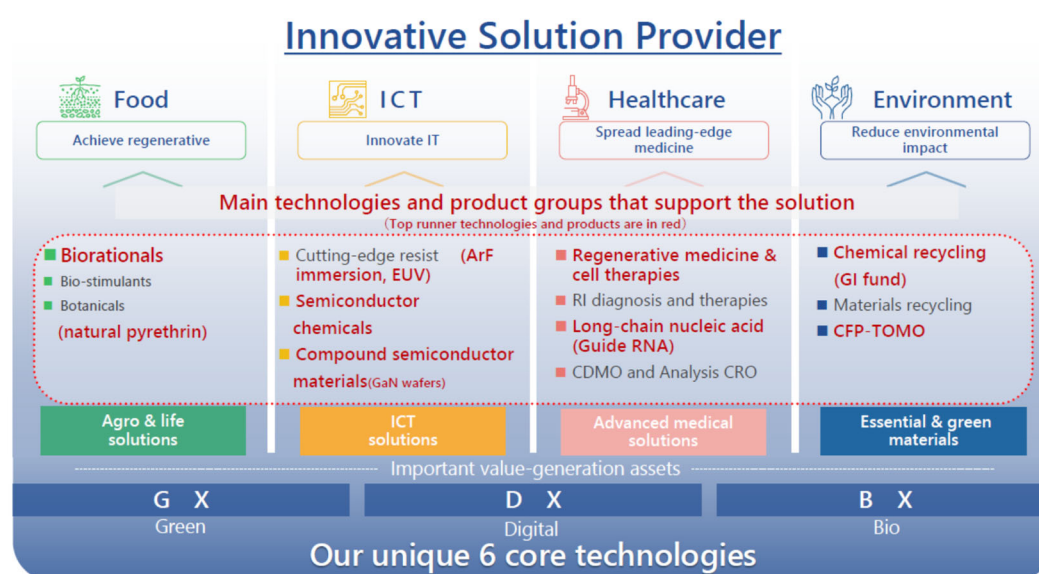 Innovative Solution Provider
Food
Achieve regenerative
ICT
Innovate IT
Healthcare
Spread leading-edge
medicine
Environment
Reduce environmental
impact
Main technologies and product groups that support the solution
(Top runner technologies and products are in red)
■ Biorationals
■ Bio-stimulants
■ Botanicals
(natural pyrethrin)
■ Cutting-edge resist (ArF
immersion, EUV)
■ Semiconductor
chemicals
■ Compound semiconductor
materials(GaN wafers)
■ Regenerative medicine &
cell therapies
■ RI diagnosis and therapies
■ Long-chain nucleic acid
(Guide RNA)
■ CDMO and Analysis CRO
■ Chemical recycling
(GI fund)
■ Materials recycling
■ CFP-TOMO
Agro & life
solutions
ICT
solutions
Advanced medical
solutions
Essential & green
materials
Important value-generation assets
G X
Green
D X
Digital
B X
Bio
Our unique 6 core technologies